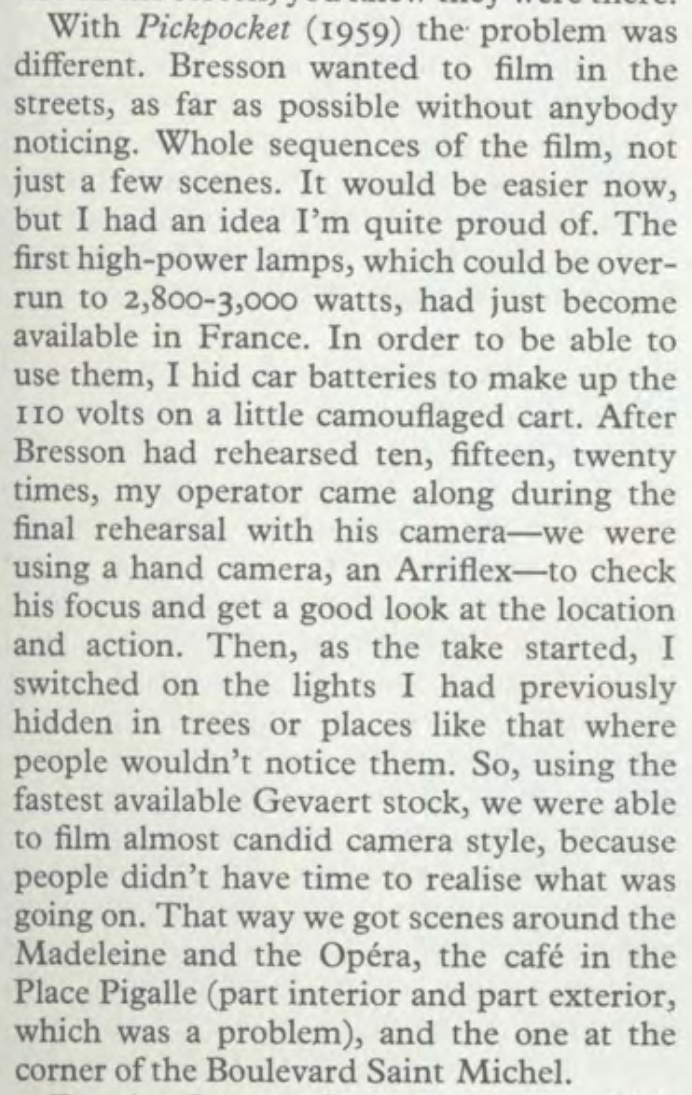 With Pickpocket (1959) the problem was
different. Bresson wanted to film in the
streets, as far as possible without anybody
noticing. Whole sequences of the film, not
just a few scenes. It would be easier now,
but I had an idea I'm quite proud of. The
first high-power lamps, which could be over-
run to 2,800-3,000 watts, had just become
available in France. In order to be able to
use them, I hid car batteries to make up the
110 volts on a little camouflaged cart. After
Bresson had rehearsed ten, fifteen, twenty
times, my operator came along during the
final rehearsal with his camera—we were
using a hand camera, an Arriflex—to check
his focus and get a good look at the location
and action. Then, as the take started, I
switched on the lights I had previously
hidden in trees or places like that where
people wouldn't notice them. So, using the
fastest available Gevaert stock, we were able
to film almost candid camera style, because
people didn't have time to realise what was
going on. That way we got scenes around the
Madeleine and the Opéra, the café in the
Place Pigalle (part interior and part exterior,
which was a problem), and the one at the
corner of the Boulevard Saint Michel.